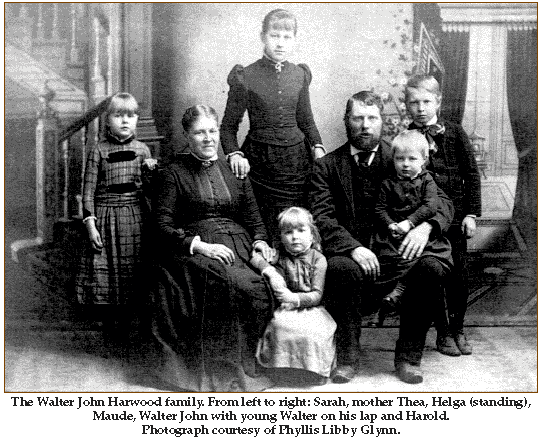 The Walter John Harwood family. From left to right: Sarah, mother Thea, Helga (standing),
Maude, Walter John with young Walter on his lap and Harold.
Photograph courtesy of Phyllis Libby Glynn.